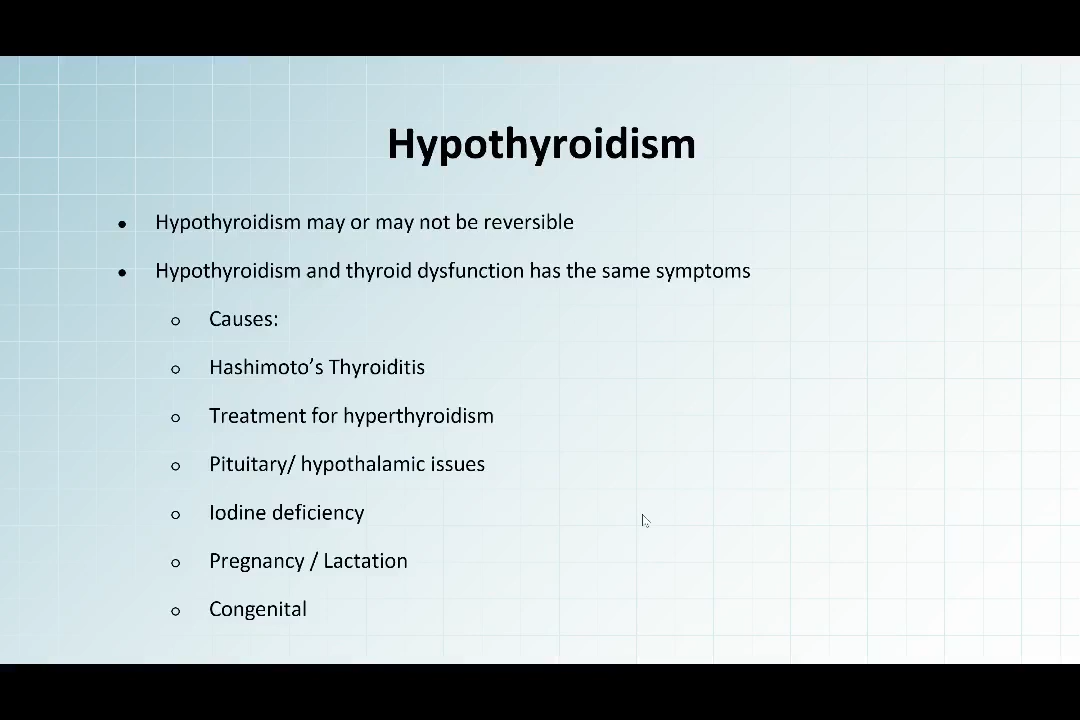 Hypothyroidism
• Hypothyroidism may or may not be reversible
• Hypothyroidism and thyroid dysfunction has the same symptoms
o Causes:
o Hashimoto’s Thyroiditis
o Treatment for hyperthyroidism
o Pituitary/ hypothalamic issues
o Iodine deficiency
o Pregnancy / Lactation
o Congenital